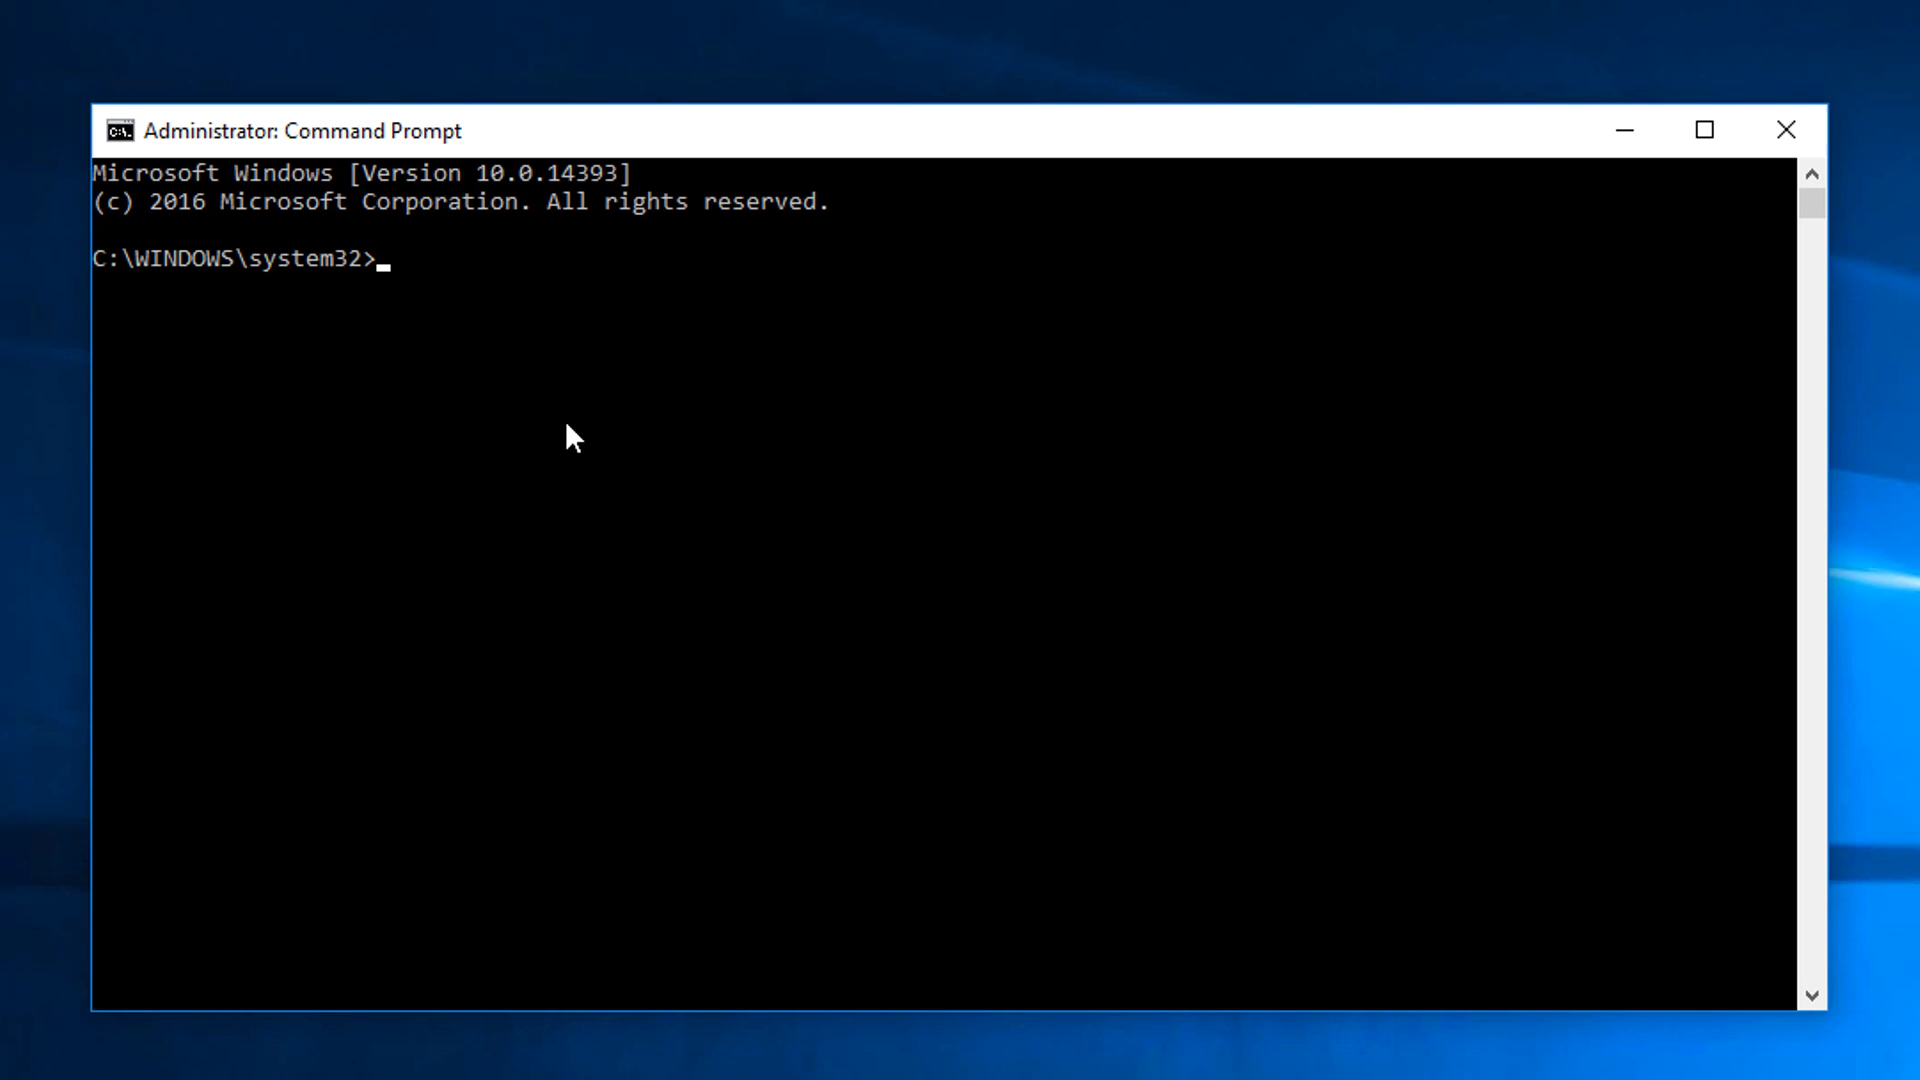 Administrator: Command Prompt
Microsoft Windows [Version 10.0.14393]
(c) 2016 Microsoft Corporation. All rights reserved.
C:\WINDOWS\system32>